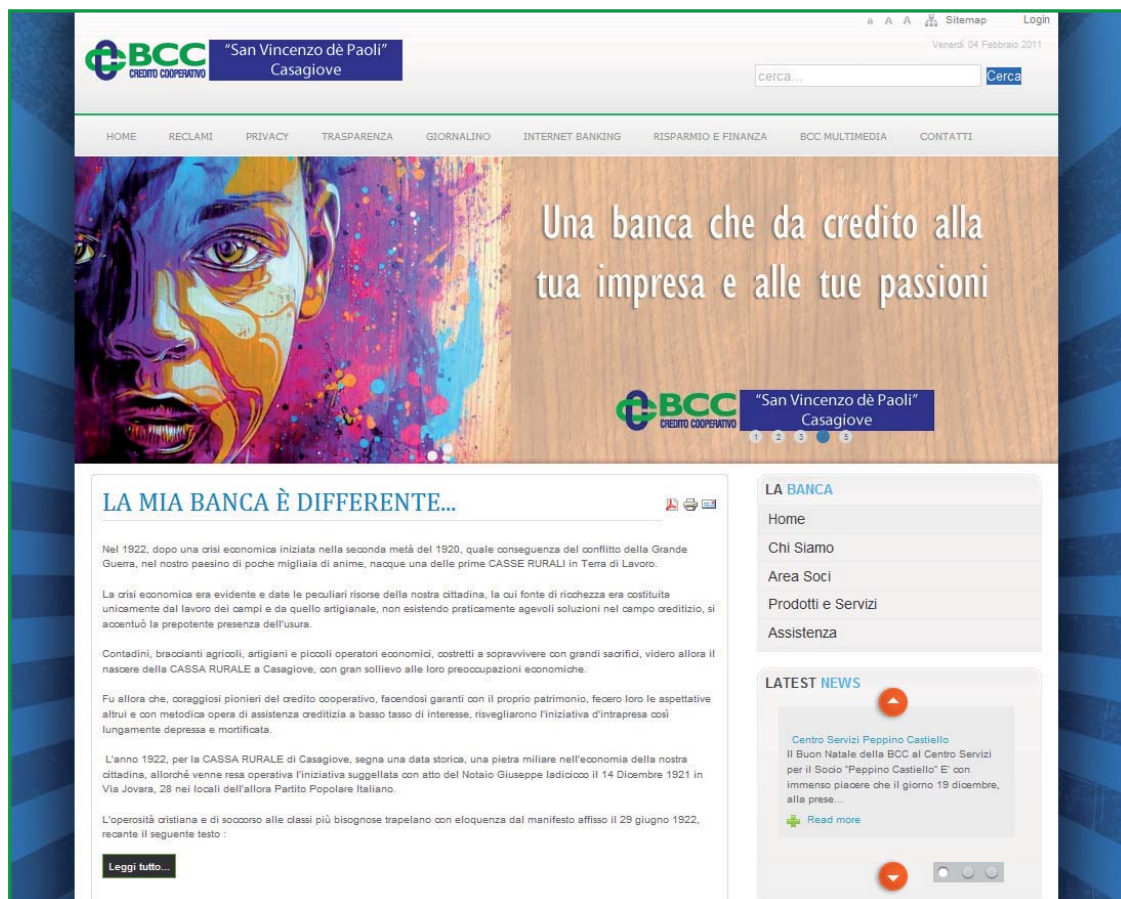 A A A Sitemap Login
Venerdì 04 Febbraio 2011
BCC
CREDITO COOPERATIVO
"San Vincenzo dè Paoli"
Casagiove
cerca... Cerca
HOME RECLAMI PRIVACY TRASPARENZA GIORNALINO INTERNET BANKING RISPARMIO E FINANZA BCC MULTIMEDIA CONTATTI
Una banca che da credito alla
tua impresa e alle tue passioni
BCC
CREDITO COOPERATIVO
"San Vincenzo dè Paoli"
Casagiove
1 2 3 5
LA MIA BANCA È DIFFERENTE...
Nel 1922, dopo una crisi economica iniziata nella seconda metà del 1920, quale conseguenza del conflitto della Grande
Guerra, nel nostro paesino di poche migliaia di anime, nacque una delle prime CASSE RURALI in Terra di Lavoro.
La crisi economica era evidente e date le peculiari risorse della nostra cittadina, la cui fonte di ricchezza era costituita
unicamente dal lavoro dei campi e da quello artigianale, non esistendo praticamente agevoli soluzioni nel campo creditizio, si
accentuò la prepotente presenza dell'usura.
Contadini, braccianti agricoli, artigiani e piccoli operatori economici, costretti a sopravvivere con grandi sacrifici, videro allora il
nascere della CASSA RURALE a Casagiove, con gran sollievo alle loro preoccupazioni economiche.
Fu allora che, coraggiosi pionieri del credito cooperativo, facendosi garanti con il proprio patrimonio, fecero loro le aspettative
altrui e con metodica opera di assistenza creditizia a basso tasso di interesse, risvegliarono l'iniziativa d'intrapresa così
lungamente depressa e mortificata.
L'anno 1922, per la CASSA RURALE di Casagiove, segna una data storica, una pietra miliare nell'economia della nostra
cittadina, allorché venne resa operativa l'iniziativa suggellata con atto del Notaio Giuseppe Iadicicco il 14 Dicembre 1921 in
Via Jovara, 28 nei locali dell'allora Partito Popolare Italiano.
L'operosità cristiana e di soccorso alle classi più bisognose trapelano con eloquenza dal manifesto affisso il 29 giugno 1922,
recante il seguente testo :
Leggi tutto...
LA BANCA
Home
Chi Siamo
Area Soci
Prodotti e Servizi
Assistenza
LATEST NEWS
Centro Servizi Peppino Castiello
Il Buon Natale della BCC al Centro Servizi
per il Socio "Peppino Castiello" E' con
immenso piacere che il giorno 19 dicembre,
alla prese...
Read more